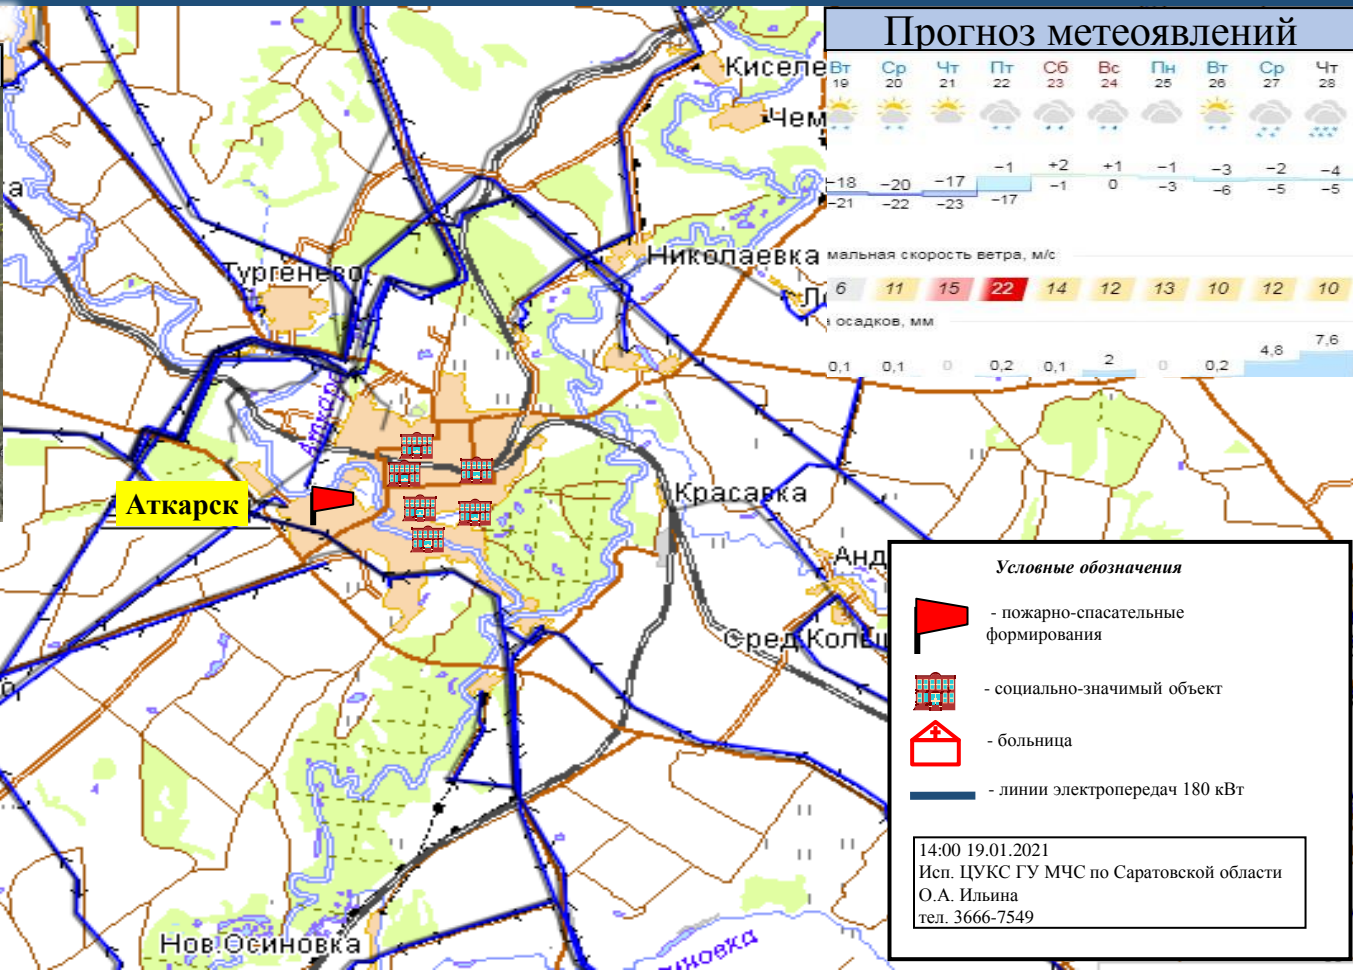 Прогноз метеоявлений
Вт Ср Чт Пт Сб Вс Пн Вт Ср Чт
19 20 21 22 23 24 25 26 27 28
−18 −20 −17 −1 +2 +1 −1 −3 −2 −4
−21 −22 −23 −17 −1 0 −3 −6 −5 −5
мальная скорость ветра, м/с
6 11 15 22 14 12 13 10 12 10
осадков, мм
0,1 0,1 0 0,2 0,1 2 0 0,2 4,8 7,6
Киселе
Чем
а
Николаевка
Тургенево
Л
Аткара
Аткарск
Красавка
Анд
Сред.Колы
о
Нов.Осиновка
иновка
Условные обозначения
- пожарно-спасательные
формирования
- социально-значимый объект
- больница
- линии электропередач 180 кВт
14:00 19.01.2021
Исп. ЦУКС ГУ МЧС по Саратовской области
О.А. Ильина
тел. 3666-7549